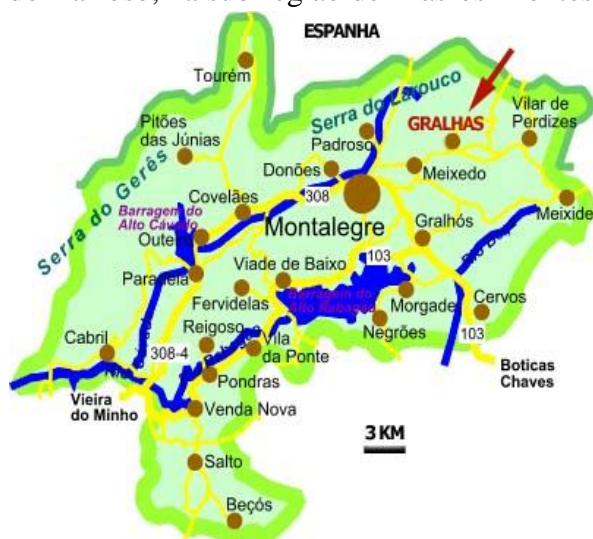 ESPANHA
Tourém
Serra do Larouco
Pitões
das Júnias
Padroso
GRALHAS
Vilar de
Perdizes
Donões
Meixedo
Serra do Gerês
Covelães
308
Barragem do
Alto Cávado
Montalegre
Meixide
Outeiro
Gralhós
Paradela
Viade de Baixo
103
Barragem do
Alto Rabagão
Fervidelas
Morgade
Cervos
Reigoso
Negrões
Cabril
308-4
Vila
da Ponte
103
Boticas
Chaves
Pondras
Vieira
do Minho
Venda Nova
3 KM
Salto
Beçós